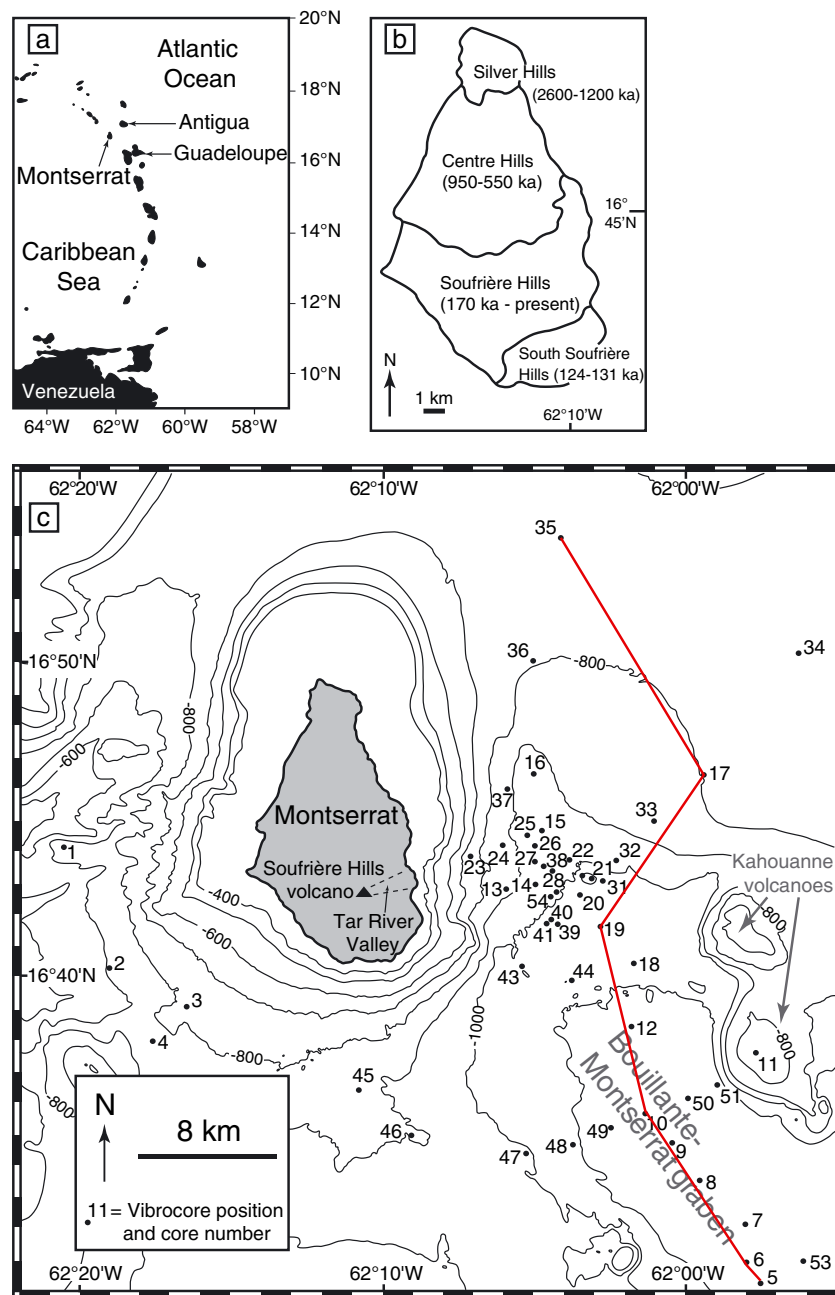 a
Atlantic
Ocean
Antigua
Guadeloupe
Montserrat
Caribbean
Sea
Venezuela
20°N
18°N
16°N
14°N
12°N
10°N
64°W
62°W
60°W
58°W
b
Silver Hills
(2600-1200 ka)
Centre Hills
(950-550 ka)
16°
45'N
Soufrière Hills
(170 ka - present)
South Soufrière
Hills (124-131 ka)
N
1 km
62°10'W
c
62°20'W
62°10'W
62°00'W
35
34
36
16°50'N
-800
-800
-600
17
16
37
33
Montserrat
25
15
26
24
27
38
22
32
23
1
Soufrière Hills
volcano
Kahouanne
volcanoes
13
14
28
21
31
54
20
-400
Tar River
Valley
40
41
39
19
-800
-600
2
16°40'N
43
44
18
3
-1000
12
4
-800
-800
11
-800
Bouillante-
Montserrat graben
45
50
51
10
46
49
9
47
48
8
7
6
53
5
N
8 km
11= Vibrocore position
and core number
62°20'W
62°10'W
62°00'W